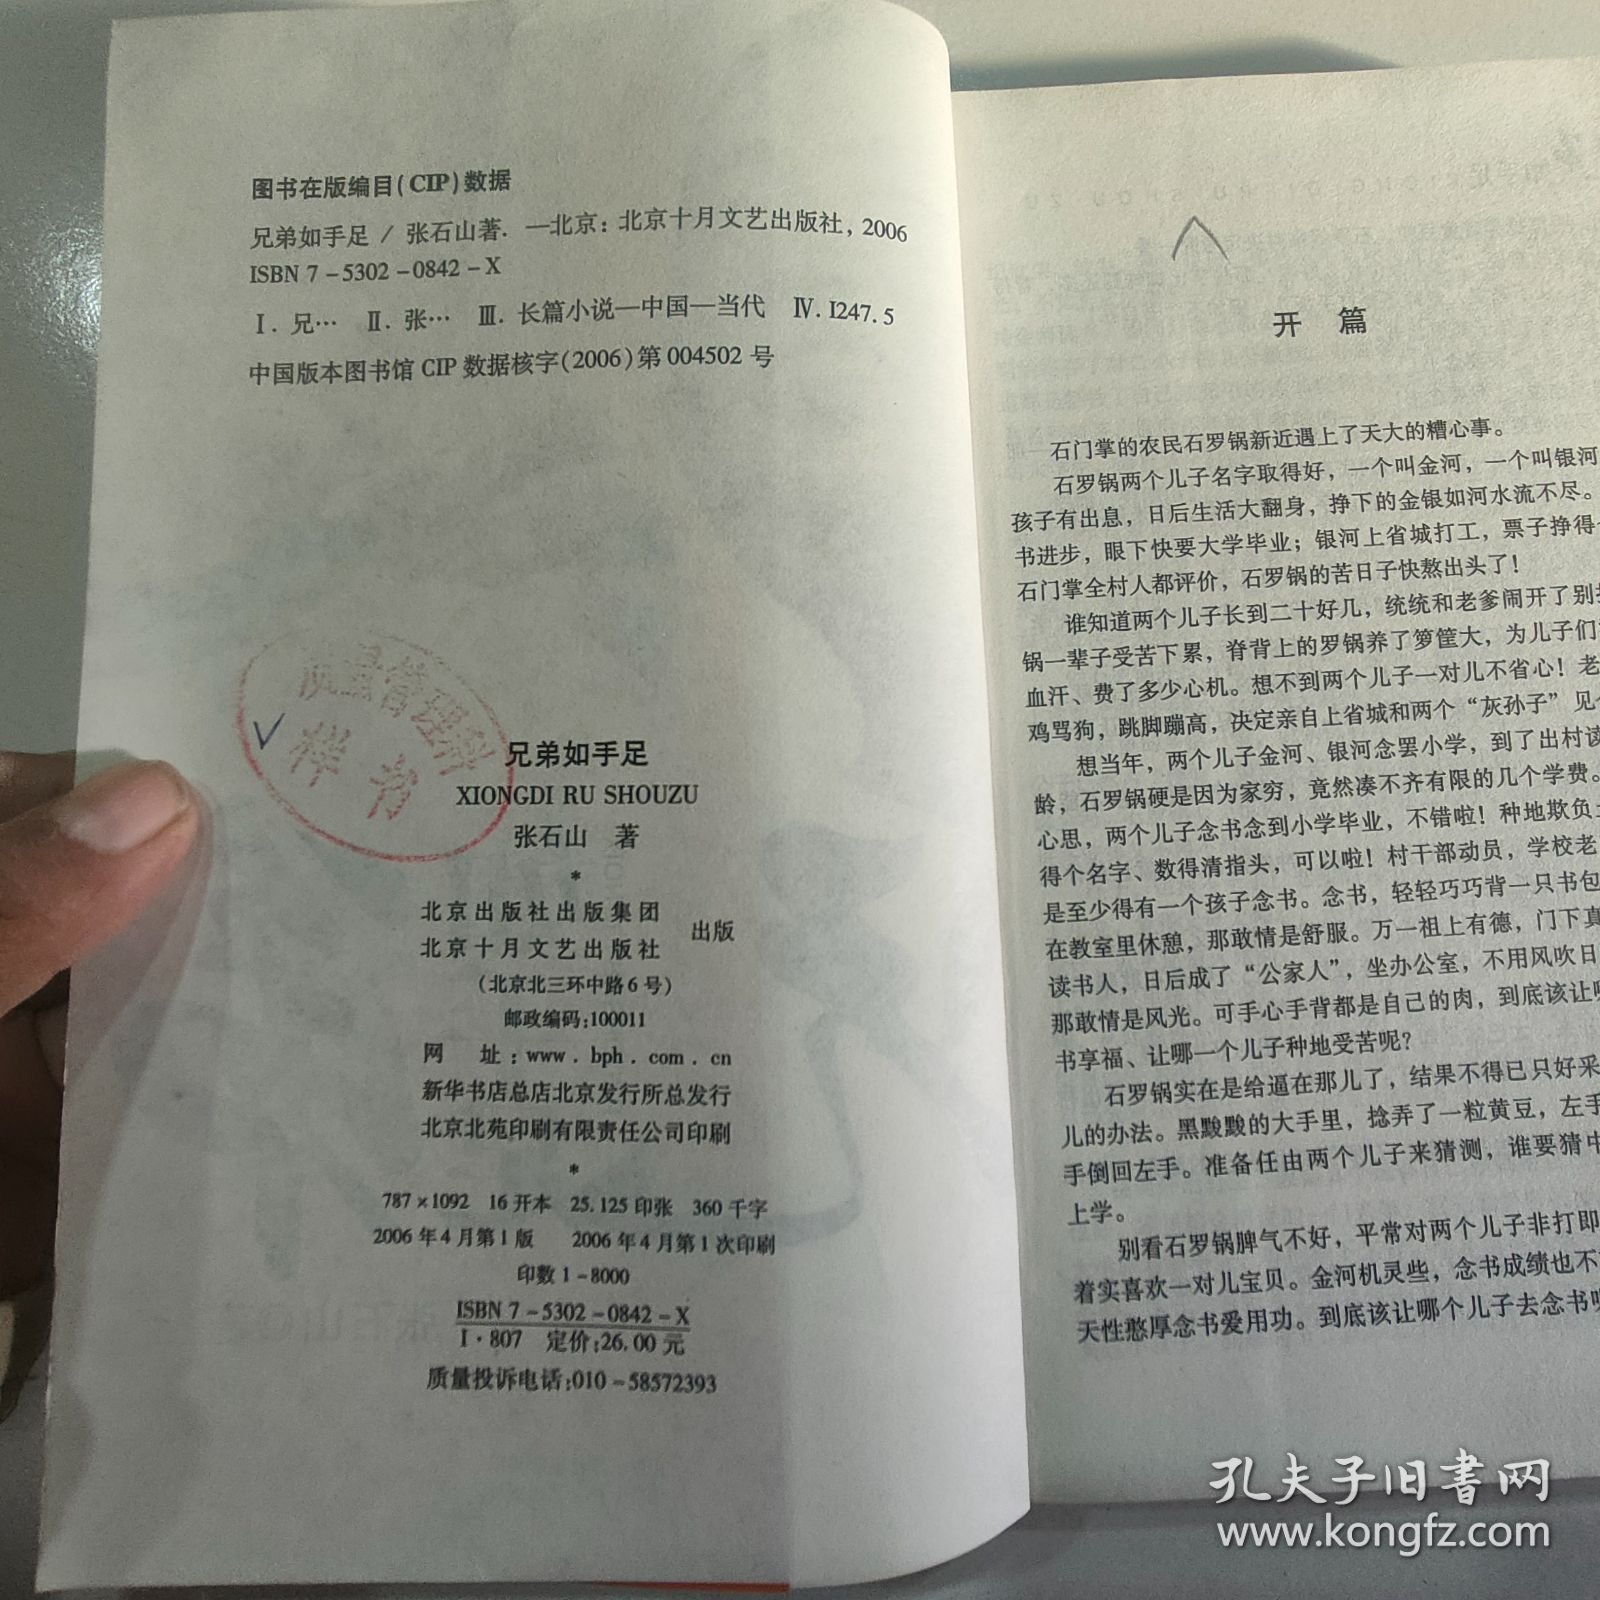 图书在版编目(CIP)数据
兄弟如手足 / 张石山著. —北京: 北京十月文艺出版社, 2006
ISBN 7-5302-0842-X
Ⅰ. 兄… Ⅱ. 张… Ⅲ. 长篇小说—中国—当代 Ⅳ. I247.5
中国版本图书馆 CIP 数据核字(2006)第 004502 号
质量管理科
样书
兄弟如手足
XIONGDI RU SHOUZU
张石山 著
*
北京出版社出版集团
北京十月文艺出版社
出版
(北京北三环中路6号)
邮政编码:100011
网 址: www.bph.com.cn
新华书店总店北京发行所总发行
北京北苑印刷有限责任公司印刷
*
787×1092 16开本 25.125印张 360千字
2006年4月第1版 2006年4月第1次印刷
印数 1-8000
ISBN 7-5302-0842-X
I·807 定价:26.00元
质量投诉电话:010-58572393
开 篇
石门掌的农民石罗锅新近遇上了天大的糟心事。
石罗锅两个儿子名字取得好，一个叫金河，一个叫银河
孩子有出息，日后生活大翻身，挣下的金银如河水流不尽。
书进步，眼下快要大学毕业；银河上省城打工，票子挣得
石门掌全村人都评价，石罗锅的苦日子快熬出头了！
谁知道两个儿子长到二十好几，统统和老爹闹开了别
锅一辈子受苦下累，脊背上的罗锅养了箩筐大，为儿子们
血汗、费了多少心机。想不到两个儿子一对儿不省心！老
鸡骂狗，跳脚蹦高，决定亲自上省城和两个“灰孙子”见
想当年，两个儿子金河、银河念罢小学，到了出村读
龄，石罗锅硬是因为家穷，竟然凑不齐有限的几个学费。
心思，两个儿子念书念到小学毕业，不错啦！种地欺负
得个名字、数得清指头，可以啦！村干部动员，学校老
是至少得有一个孩子念书。念书，轻轻巧巧背一只书包
在教室里休憩，那敢情是舒服。万一祖上有德，门下真
读书人，日后成了“公家人”，坐办公室，不用风吹日
那敢情是风光。可手心手背都是自己的肉，到底该让哪
书享福、让哪一个儿子种地受苦呢？
石罗锅实在是给逼在那儿了，结果不得已只好采
儿的办法。黑黢黢的大手里，捻弄了一粒黄豆，左手
手倒回左手。准备任由两个儿子来猜测，谁要猜中
上学。
别看石罗锅脾气不好，平常对两个儿子非打即
着实喜欢一对儿宝贝。金河机灵些，念书成绩也不
天性憨厚念书爱用功。到底该让哪个儿子去念书
孔夫子旧书网
www.kongfz.com